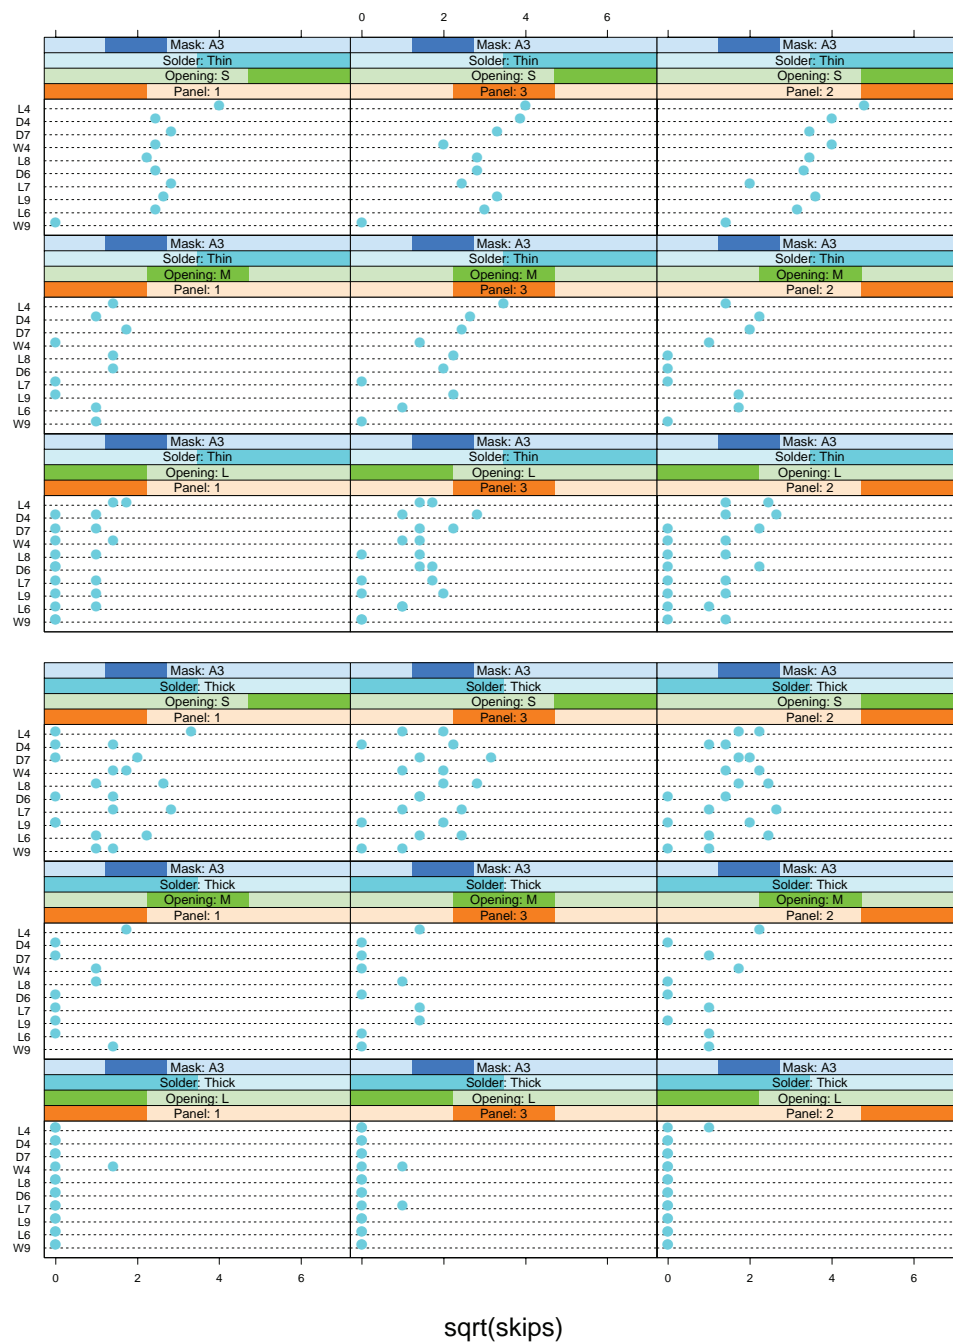 0 2 4 6
Mask: A3 Mask: A3 Mask: A3
Solder: Thin Solder: Thin Solder: Thin
Opening: S Opening: S Opening: S
Panel: 1 Panel: 3 Panel: 2
L4
D4
D7
W4
L8
D6
L7
L9
L6
W9
Mask: A3 Mask: A3 Mask: A3
Solder: Thin Solder: Thin Solder: Thin
Opening: M Opening: M Opening: M
Panel: 1 Panel: 3 Panel: 2
L4
D4
D7
W4
L8
D6
L7
L9
L6
W9
Mask: A3 Mask: A3 Mask: A3
Solder: Thin Solder: Thin Solder: Thin
Opening: L Opening: L Opening: L
Panel: 1 Panel: 3 Panel: 2
L4
D4
D7
W4
L8
D6
L7
L9
L6
W9
Mask: A3 Mask: A3 Mask: A3
Solder: Thick Solder: Thick Solder: Thick
Opening: S Opening: S Opening: S
Panel: 1 Panel: 3 Panel: 2
L4
D4
D7
W4
L8
D6
L7
L9
L6
W9
Mask: A3 Mask: A3 Mask: A3
Solder: Thick Solder: Thick Solder: Thick
Opening: M Opening: M Opening: M
Panel: 1 Panel: 3 Panel: 2
L4
D4
D7
W4
L8
D6
L7
L9
L6
W9
Mask: A3 Mask: A3 Mask: A3
Solder: Thick Solder: Thick Solder: Thick
Opening: L Opening: L Opening: L
Panel: 1 Panel: 3 Panel: 2
L4
D4
D7
W4
L8
D6
L7
L9
L6
W9
0 2 4 6 0 2 4 6
sqrt(skips)